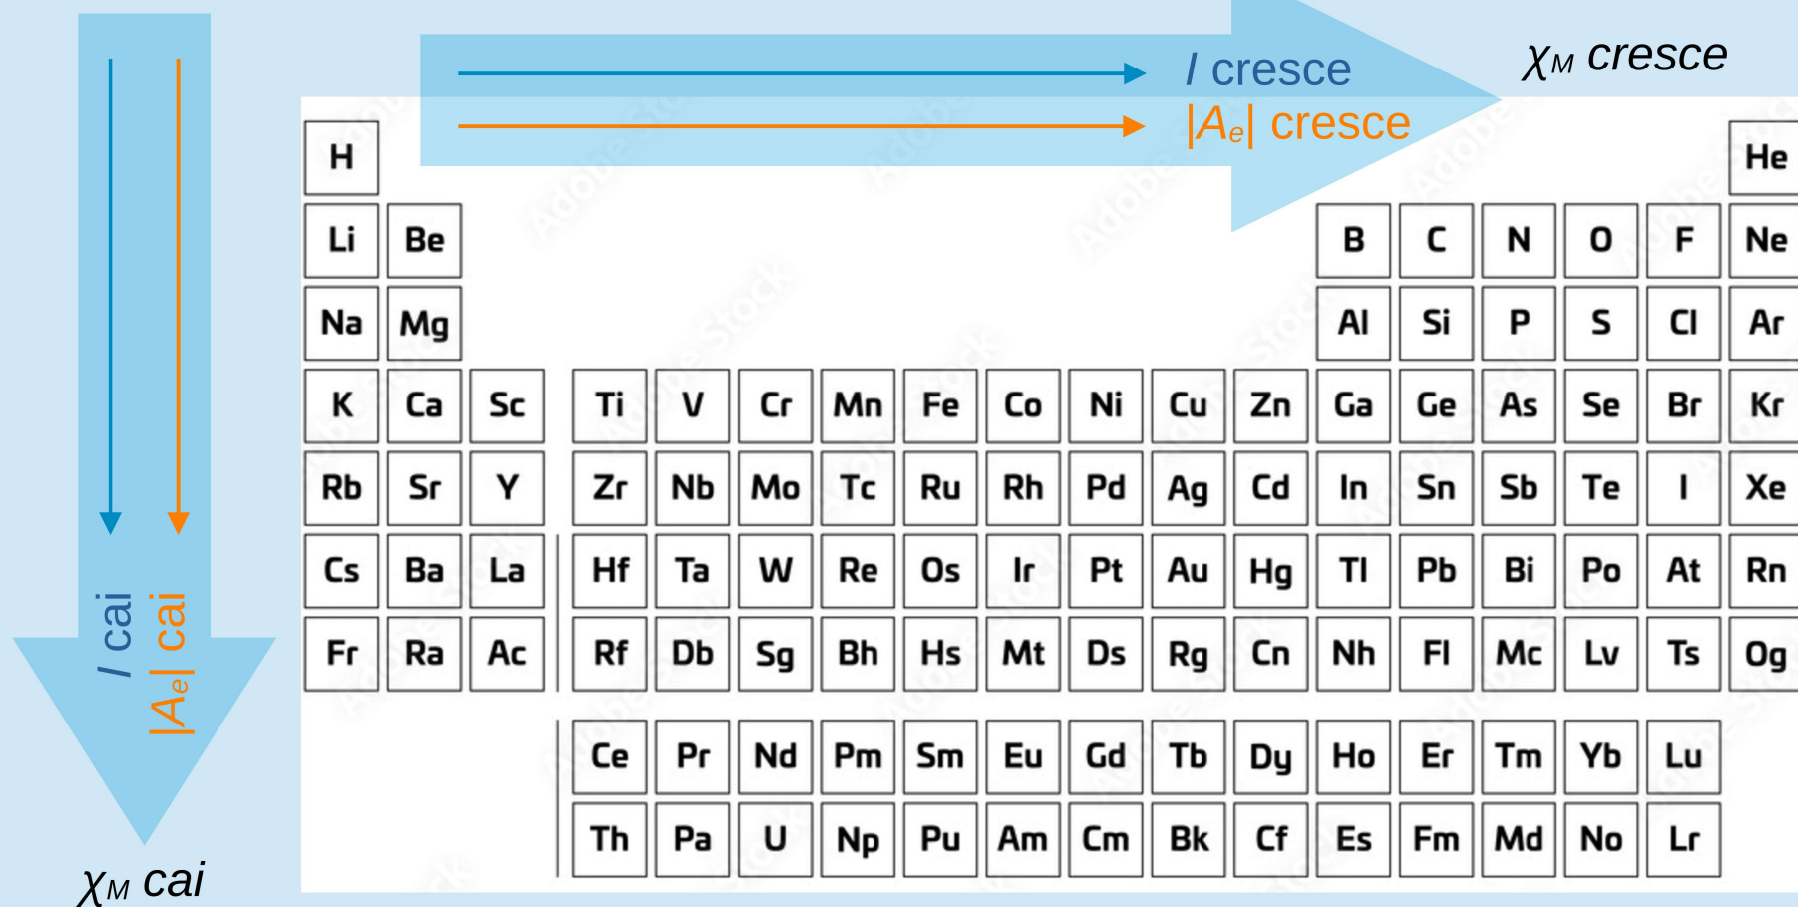 I cresce
χM cresce
|Ae| cresce
I cai
|Ae| cai
χM cai
H He
Li Be B C N O F Ne
Na Mg Al Si P S Cl Ar
K Ca Sc Ti V Cr Mn Fe Co Ni Cu Zn Ga Ge As Se Br Kr
Rb Sr Y Zr Nb Mo Tc Ru Rh Pd Ag Cd In Sn Sb Te I Xe
Cs Ba La Hf Ta W Re Os Ir Pt Au Hg Tl Pb Bi Po At Rn
Fr Ra Ac Rf Db Sg Bh Hs Mt Ds Rg Cn Nh Fl Mc Lv Ts Og
Ce Pr Nd Pm Sm Eu Gd Tb Dy Ho Er Tm Yb Lu
Th Pa U Np Pu Am Cm Bk Cf Es Fm Md No Lr
Adobe Stock